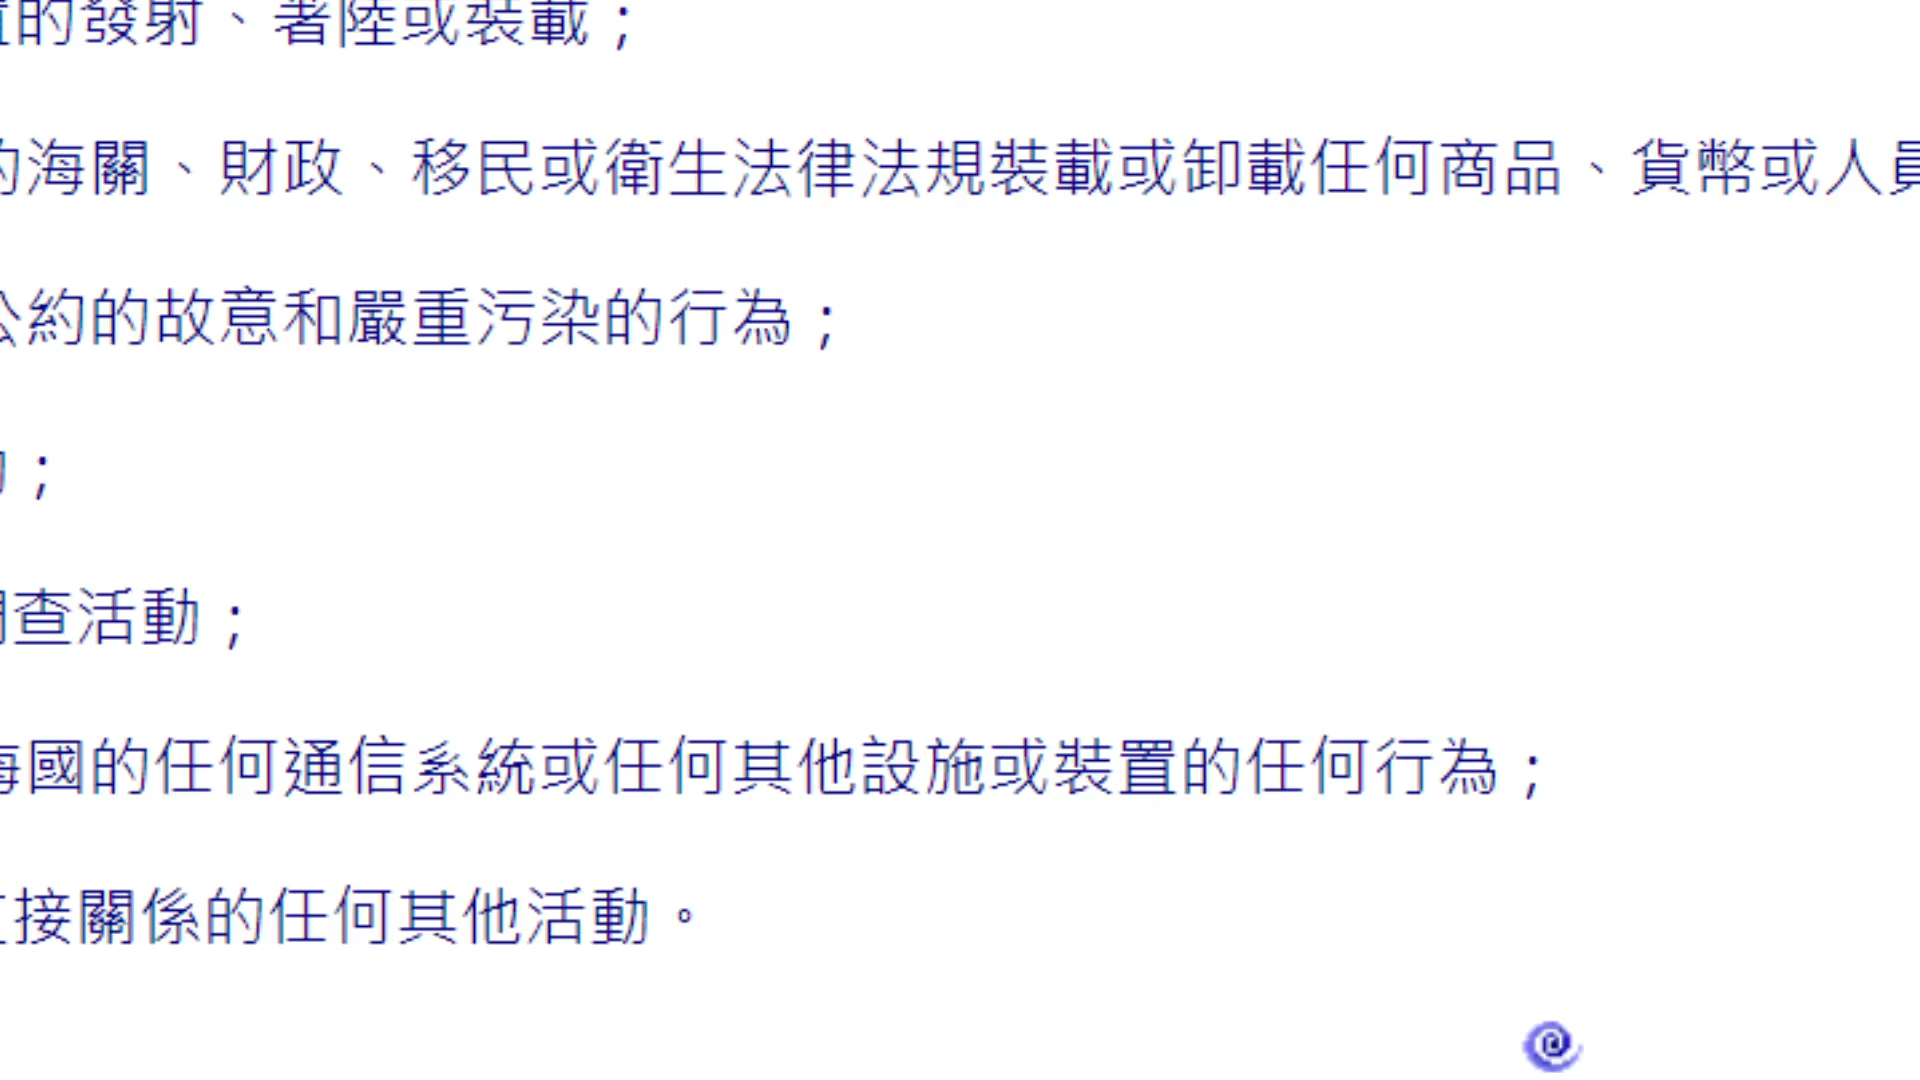 的發射、著陸或裝載；
的海關、財政、移民或衛生法律法規裝載或卸載任何商品、貨幣或人員
公約的故意和嚴重污染的行為；
；
查活動；
海國的任何通信系統或任何其他設施或裝置的任何行為；
接關係的任何其他活動。